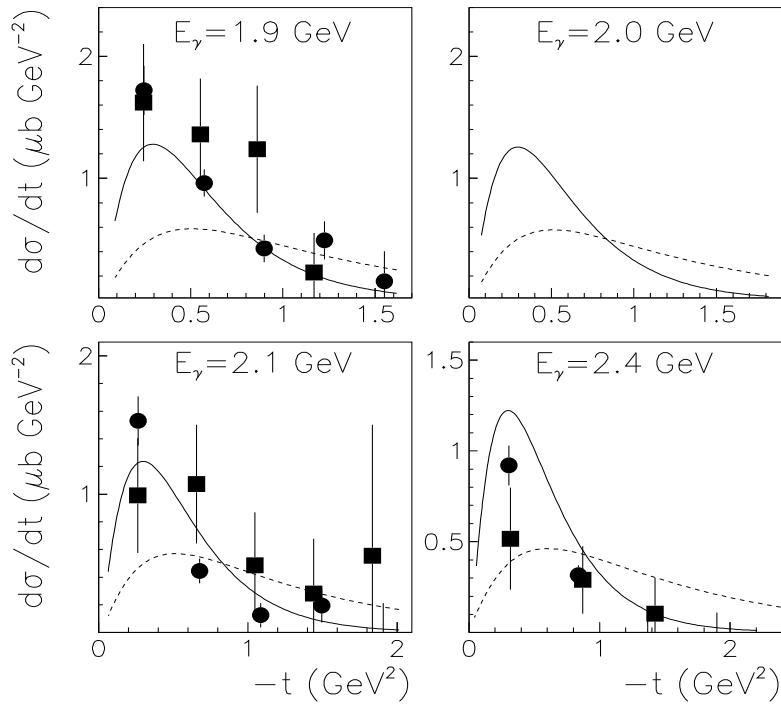 E_γ=1.9 GeV
E_γ=2.0 GeV
dσ/dt (μb GeV⁻²)
2
1
0
0.5
1
1.5
2
1
0
0.5
1
1.5
E_γ=2.1 GeV
E_γ=2.4 GeV
dσ/dt (μb GeV⁻²)
2
1
0
1
2
1.5
1
0.5
0
1
2
−t (GeV²)
−t (GeV²)